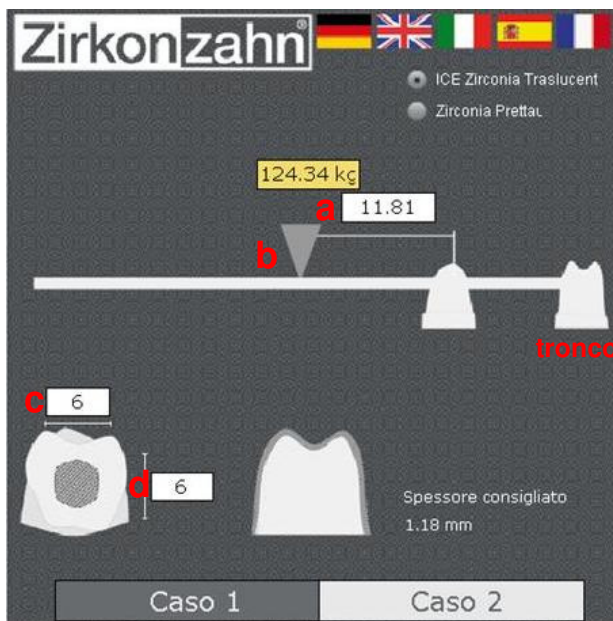 Zirkonzahn®
ICE Zirconia Traslucent
Zirconia Prettau
124.34 kg
a 11.81
b
tronco
c 6
d 6
Spessore consigliato
1.18 mm
Caso 1
Caso 2